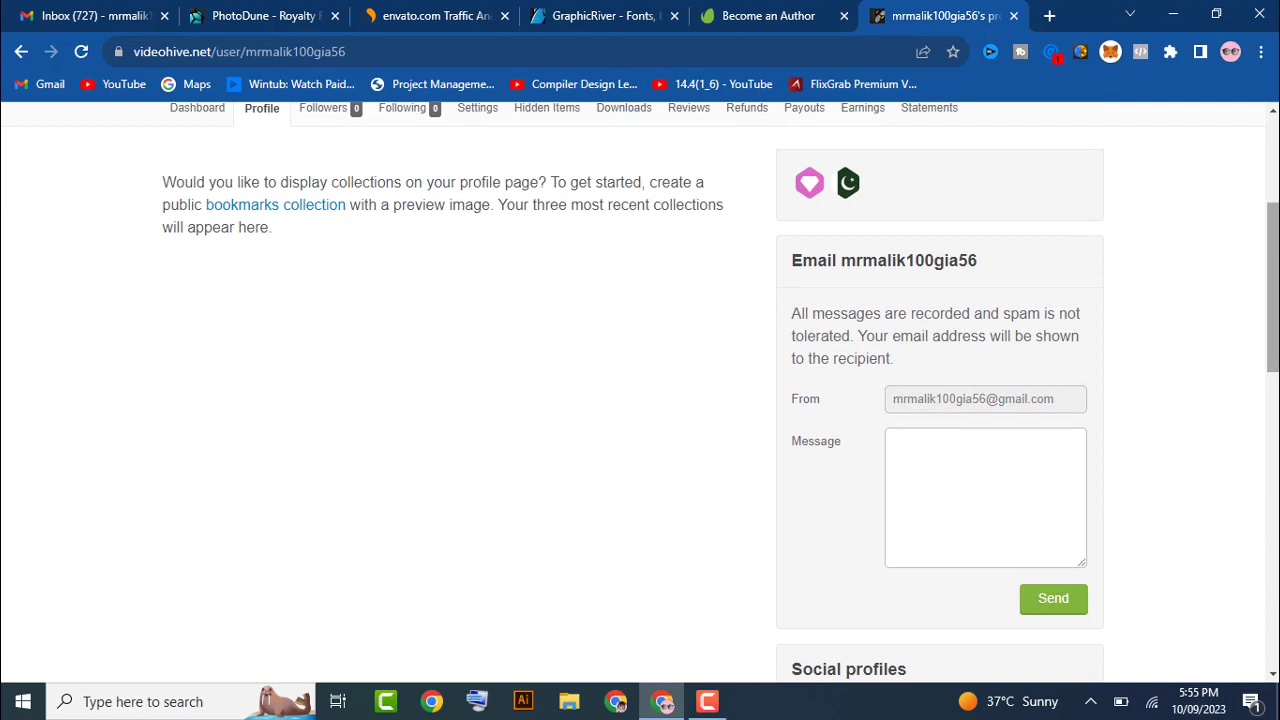 Inbox (727) - mrmalik1
PhotoDune - Royalty F
envato.com Traffic An
GraphicRiver - Fonts, l
Become an Author
mrmalik100gia56's pr
videohive.net/user/mrmalik100gia56
1
Gmail
YouTube
Maps
Wintub: Watch Paid...
Project Manageme...
Compiler Design Le...
14.4(1_6) - YouTube
FlixGrab Premium V...
Dashboard
Profile
Followers 0
Following 0
Settings
Hidden Items
Downloads
Reviews
Refunds
Payouts
Earnings
Statements
Would you like to display collections on your profile page? To get started, create a
public bookmarks collection with a preview image. Your three most recent collections
will appear here.
Email mrmalik100gia56
All messages are recorded and spam is not
tolerated. Your email address will be shown
to the recipient.
From
mrmalik100gia56@gmail.com
Message
Send
Social profiles
Type here to search
Ai
37°C Sunny
5:55 PM
10/09/2023
1